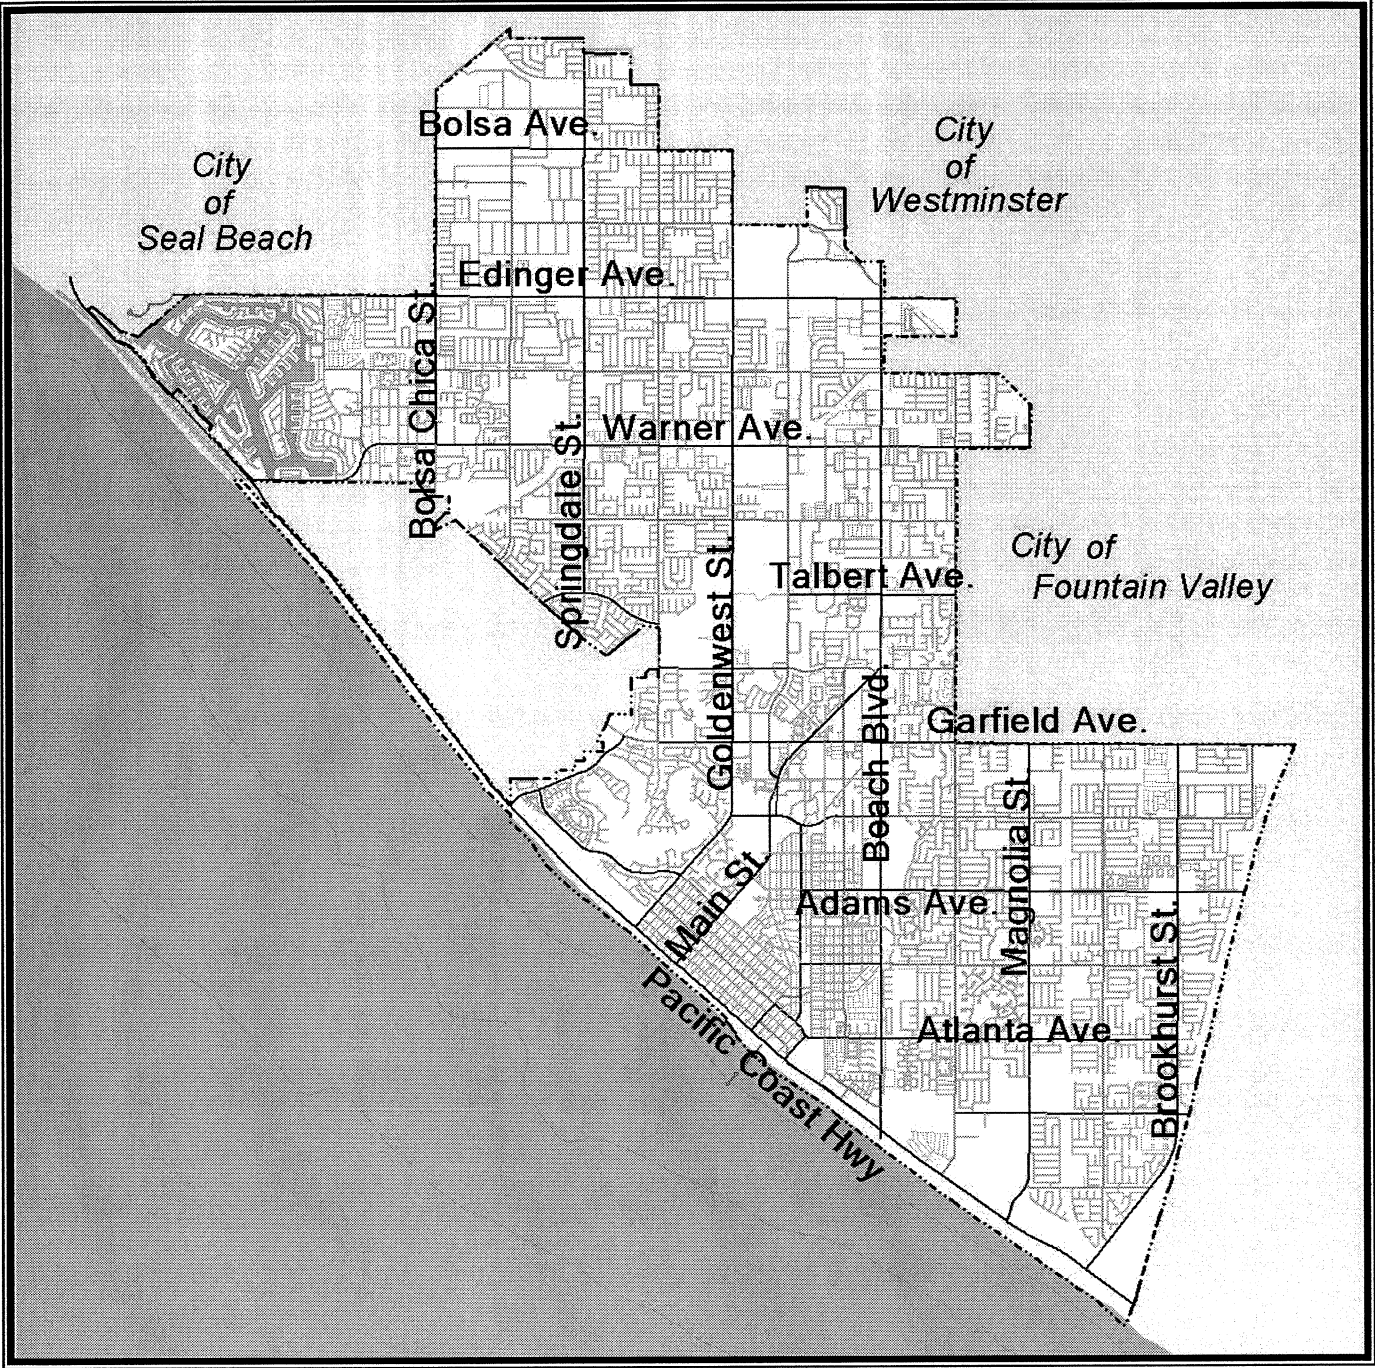 Bolsa Ave.
City
of
Westminster
City
of
Seal Beach
Edinger Ave.
Bolsa Chica St.
Warner Ave.
Springdale St.
Goldenwest St.
Talbert Ave.
City of
Fountain Valley
Beach Blvd.
Garfield Ave.
Magnolia St.
Main St
Adams Ave.
Brookhurst St.
Pacific Coast Hwy
Atlanta Ave.